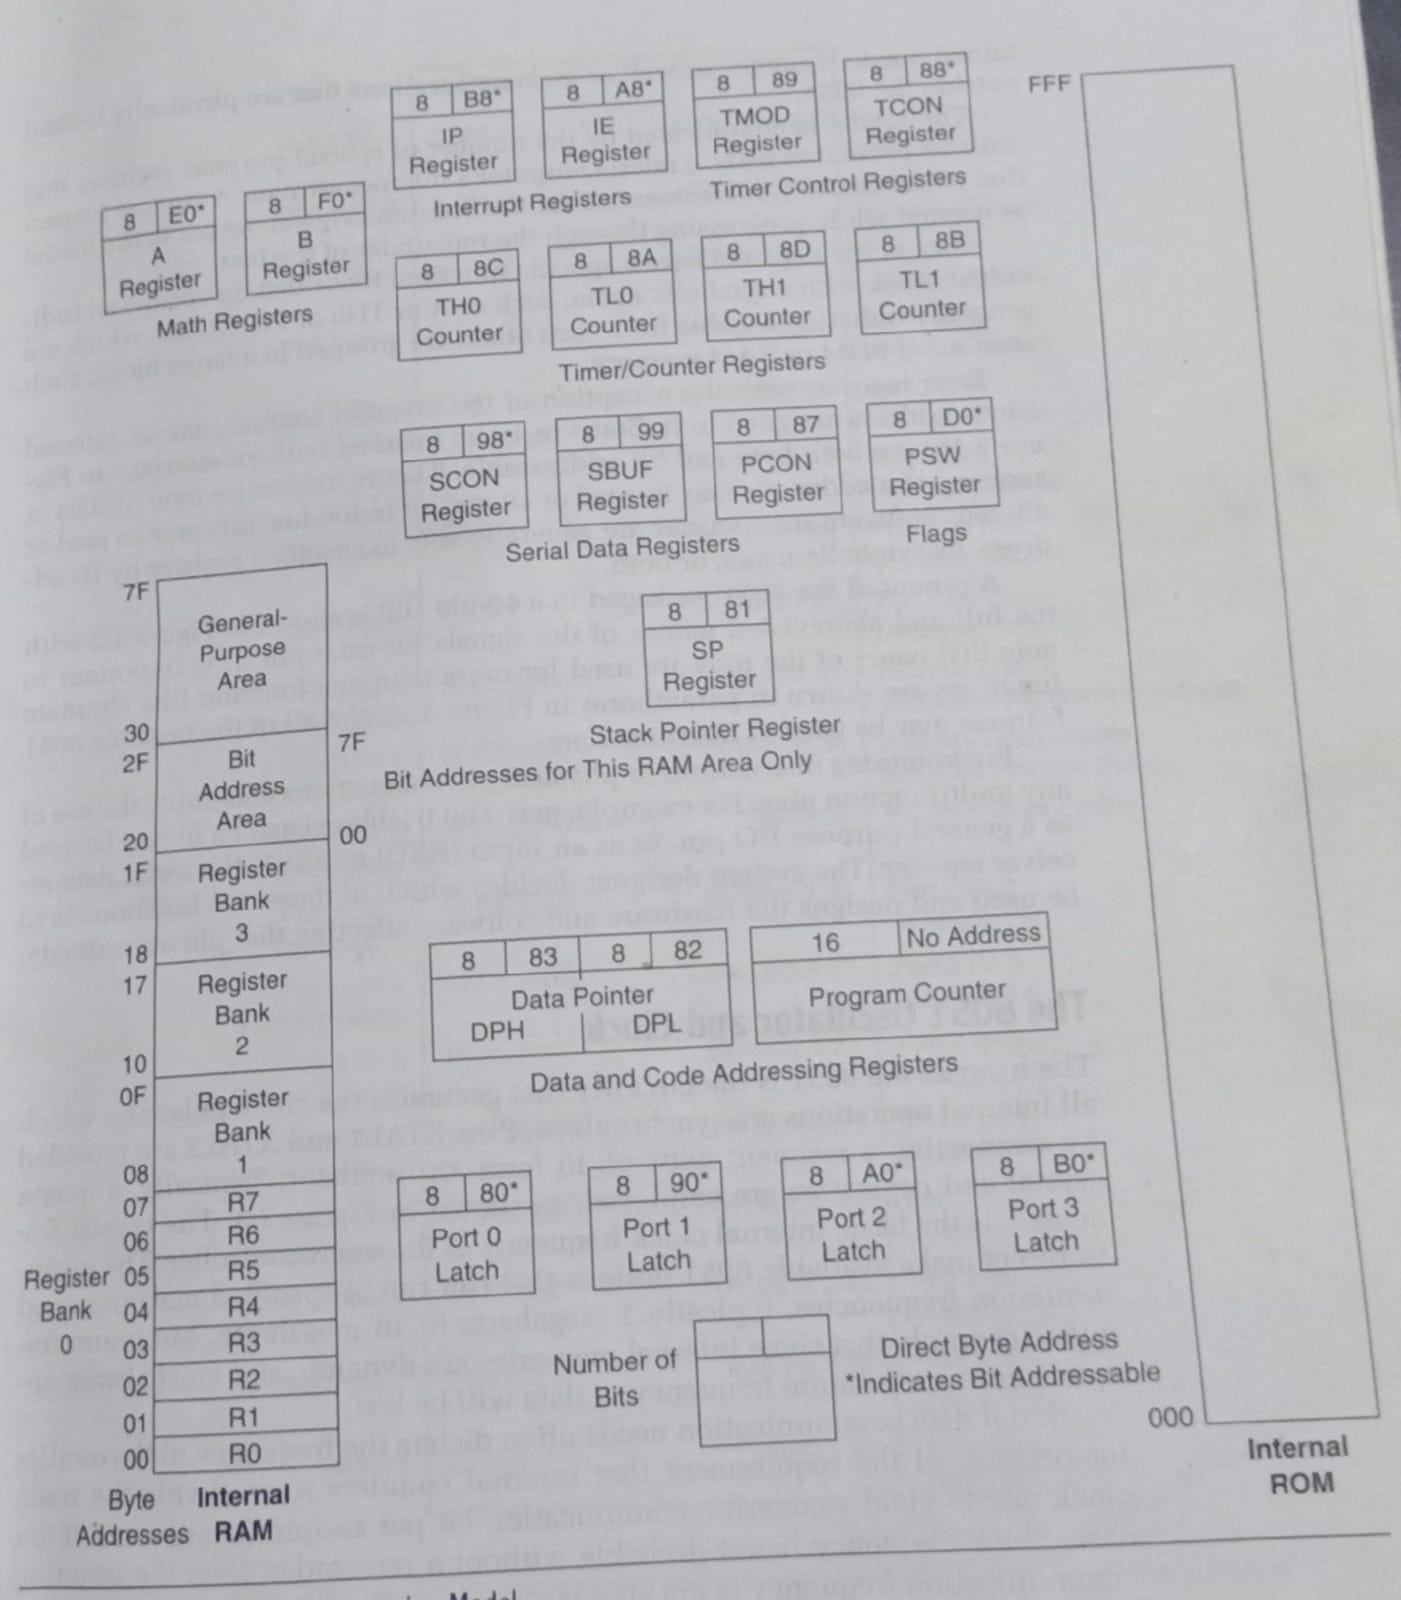 8 B8*
IP
Register
8 A8*
IE
Register
Interrupt Registers
8 89
TMOD
Register
8 88*
TCON
Register
Timer Control Registers
FFF
8 E0*
A
Register
8 F0*
B
Register
Math Registers
8 8C
TH0
Counter
8 8A
TL0
Counter
8 8D
TH1
Counter
8 8B
TL1
Counter
Timer/Counter Registers
8 98*
SCON
Register
8 99
SBUF
Register
8 87
PCON
Register
Serial Data Registers
8 D0*
PSW
Register
Flags
8 81
SP
Register
Stack Pointer Register
7F
General-
Purpose
Area
30
2F
Bit
Address
Area
20
7F
Bit Addresses for This RAM Area Only
00
1F
Register
Bank
3
18
17
Register
Bank
2
10
0F
Register
Bank
1
08
07 R7
06 R6
05 R5
04 R4
03 R3
02 R2
01 R1
00 R0
Register
Bank
0
Byte
Addresses
Internal
RAM
8 83 8 82
Data Pointer
DPH DPL
16 No Address
Program Counter
Data and Code Addressing Registers
8 80*
Port 0
Latch
8 90*
Port 1
Latch
8 A0*
Port 2
Latch
8 B0*
Port 3
Latch
Number of
Bits
Direct Byte Address
*Indicates Bit Addressable
000
Internal
ROM